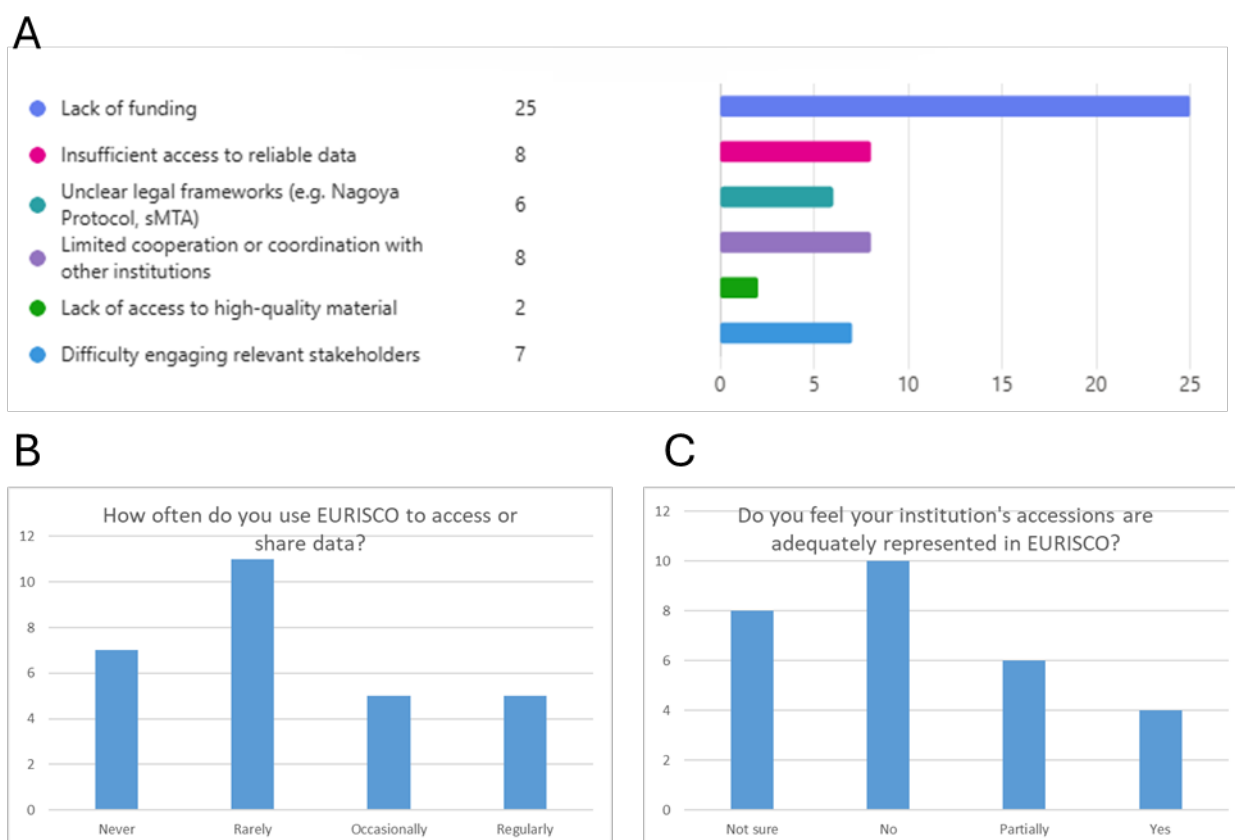 A
Lack of funding 25
Insufficient access to reliable data 8
Unclear legal frameworks (e.g. Nagoya
Protocol, sMTA) 6
Limited cooperation or coordination with
other institutions 8
Lack of access to high-quality material 2
Difficulty engaging relevant stakeholders 7
0 5 10 15 20 25
B
How often do you use EURISCO to access or
share data?
12
10
8
6
4
2
0
Never Rarely Occasionally Regularly
C
Do you feel your institution's accessions are
adequately represented in EURISCO?
12
10
8
6
4
2
0
Not sure No Partially Yes